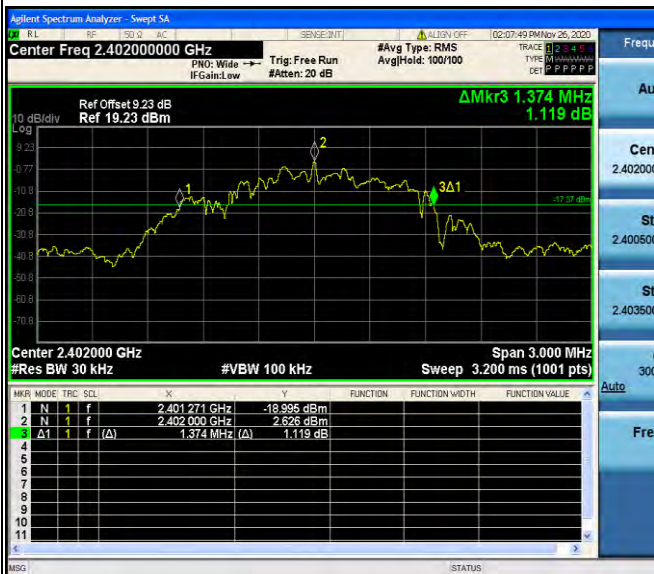 Agilent Spectrum Analyzer - Swept SA
RL RF 50 Ω AC SENSE:INT ALIGN OFF 02:07:49 PM Nov 26, 2020
Center Freq 2.402000000 GHz
PNO: Wide
IFGain:Low
Trig: Free Run
#Atten: 20 dB
#Avg Type: RMS
Avg|Hold: 100/100
TRACE 1 2 3 4 5 6
TYPE M
DET P P P P P P
Ref Offset 9.23 dB
Ref 19.23 dBm
10 dB/div
Log
ΔMkr3 1.374 MHz
1.119 dB
9.23
-0.77
-10.8
-20.8
-30.8
-40.8
-50.8
-60.8
-70.8
1
2
3Δ1
-17.37 dBm
Center 2.402000 GHz Span 3.000 MHz
#Res BW 30 kHz #VBW 100 kHz Sweep 3.200 ms (1001 pts)
MKR MODE TRC SCL X Y FUNCTION FUNCTION WIDTH FUNCTION VALUE
1 N 1 f 2.401 271 GHz -18.995 dBm
2 N 1 f 2.402 000 GHz 2.626 dBm
3 Δ1 1 f (Δ) 1.374 MHz (Δ) 1.119 dB
4
5
6
7
8
9
10
11
MSG STATUS
Frequ
Au
Cen
2.40200
St
2.40050
St
2.40350
300
Auto
Fre